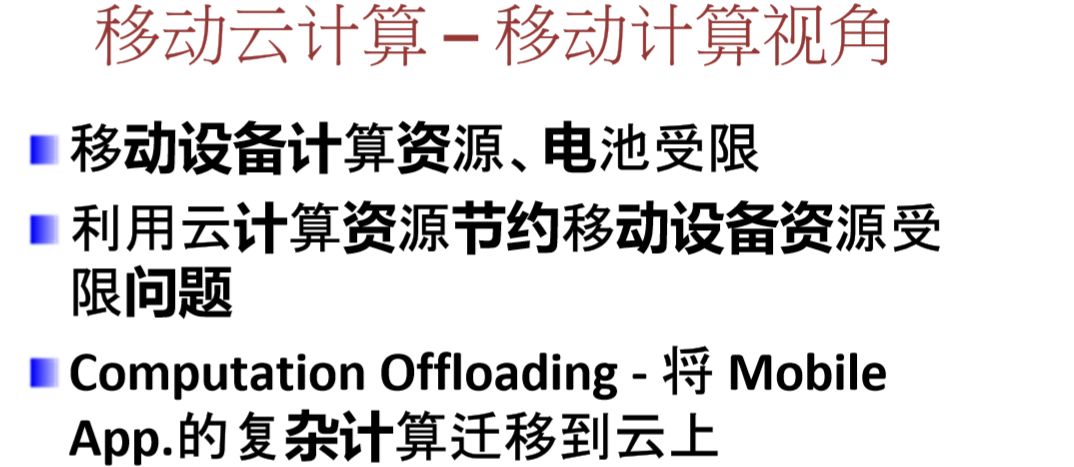 移动云计算 – 移动计算视角
移动设备计算资源、电池受限
利用云计算资源节约移动设备资源受
限问题
Computation Offloading - 将 Mobile
App.的复杂计算迁移到云上